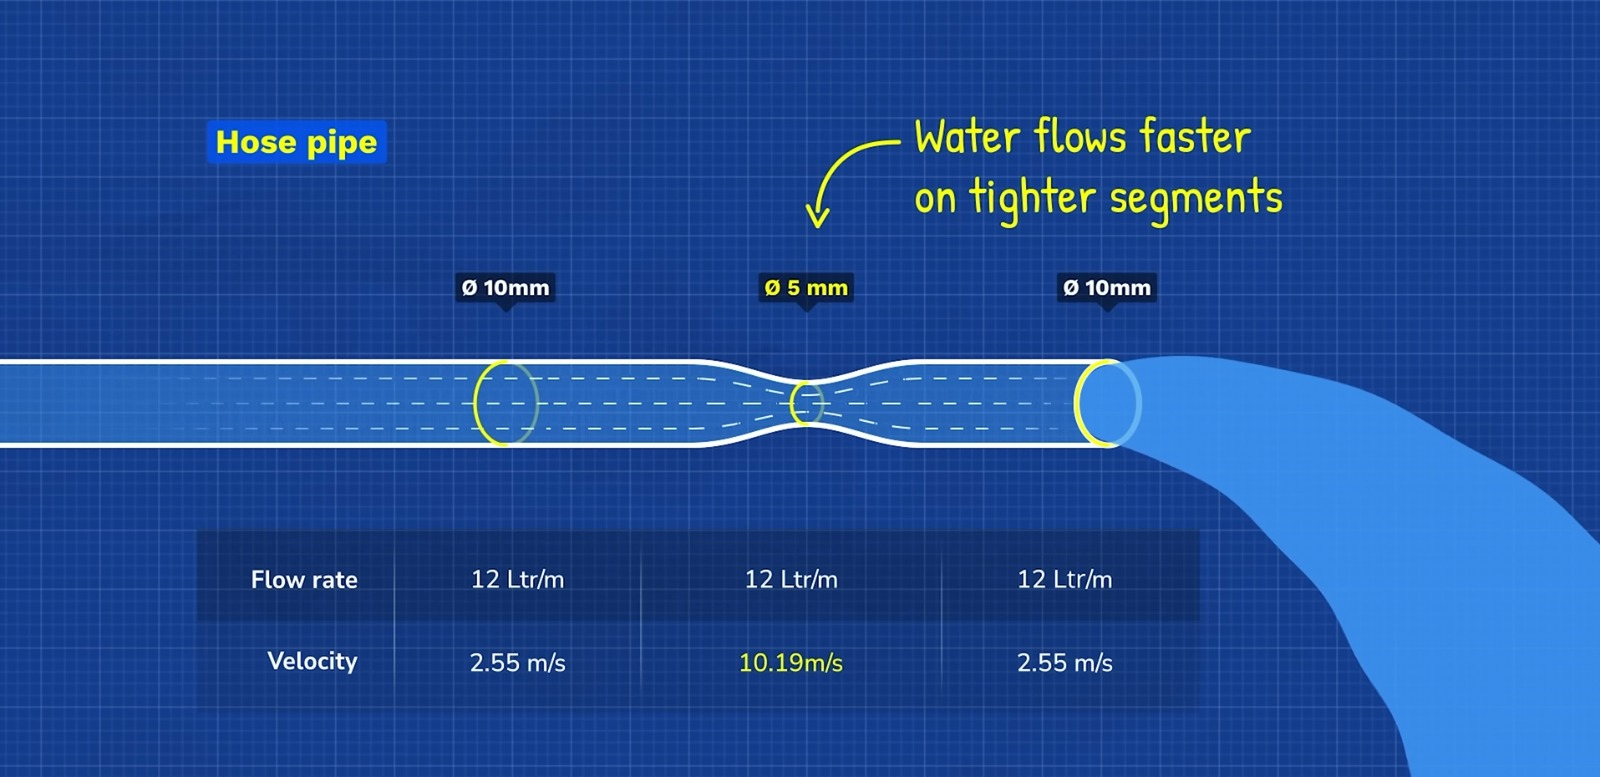 Hose pipe
Water flows faster
on tighter segments
Ø 10mm
Ø 5 mm
Ø 10mm
Flow rate 12 Ltr/m 12 Ltr/m 12 Ltr/m
Velocity 2.55 m/s 10.19m/s 2.55 m/s